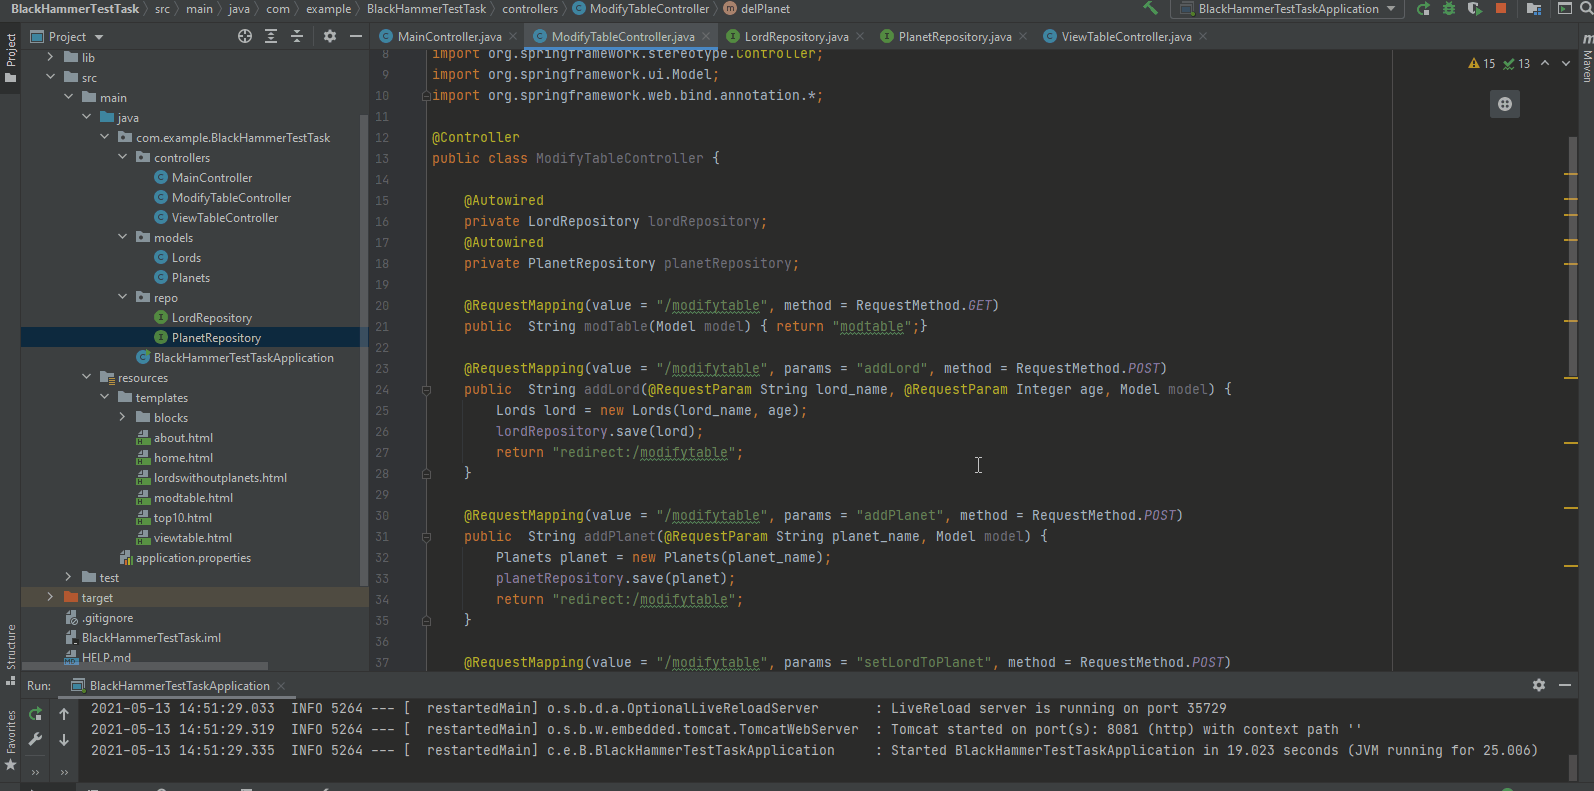 BlackHammerTestTask src main java com example BlackHammerTestTask controllers ModifyTableController delPlanet BlackHammerTestTaskApplication
Project
Project
MainController.java ModifyTableController.java LordRepository.java PlanetRepository.java ViewTableController.java
Maven
lib
src
main
java
com.example.BlackHammerTestTask
controllers
MainController
ModifyTableController
ViewTableController
models
Lords
Planets
repo
LordRepository
PlanetRepository
BlackHammerTestTaskApplication
resources
templates
blocks
about.html
home.html
lordswithoutplanets.html
modtable.html
top10.html
viewtable.html
application.properties
test
target
.gitignore
BlackHammerTestTask.iml
HELP.md
15 13
8 import org.springframework.stereotype.Controller;
9 import org.springframework.ui.Model;
10 import org.springframework.web.bind.annotation.*;
11
12 @Controller
13 public class ModifyTableController {
14
15 @Autowired
16 private LordRepository lordRepository;
17 @Autowired
18 private PlanetRepository planetRepository;
19
20 @RequestMapping(value = "/modifytable", method = RequestMethod.GET)
21 public  String modTable(Model model) { return "modtable";}
22
23 @RequestMapping(value = "/modifytable", params = "addLord", method = RequestMethod.POST)
24 public  String addLord(@RequestParam String lord_name, @RequestParam Integer age, Model model) {
25 Lords lord = new Lords(lord_name, age);
26 lordRepository.save(lord);
27 return "redirect:/modifytable";
28 }
29
30 @RequestMapping(value = "/modifytable", params = "addPlanet", method = RequestMethod.POST)
31 public  String addPlanet(@RequestParam String planet_name, Model model) {
32 Planets planet = new Planets(planet_name);
33 planetRepository.save(planet);
34 return "redirect:/modifytable";
35 }
36
37 @RequestMapping(value = "/modifytable", params = "setLordToPlanet", method = RequestMethod.POST)
Structure
Favorites
Run: BlackHammerTestTaskApplication
2021-05-13 14:51:29.033  INFO 5264 --- [  restartedMain] o.s.b.d.a.OptionalLiveReloadServer       : LiveReload server is running on port 35729
2021-05-13 14:51:29.319  INFO 5264 --- [  restartedMain] o.s.b.w.embedded.tomcat.TomcatWebServer  : Tomcat started on port(s): 8081 (http) with context path ''
2021-05-13 14:51:29.335  INFO 5264 --- [  restartedMain] c.e.B.BlackHammerTestTaskApplication     : Started BlackHammerTestTaskApplication in 19.023 seconds (JVM running for 25.006)